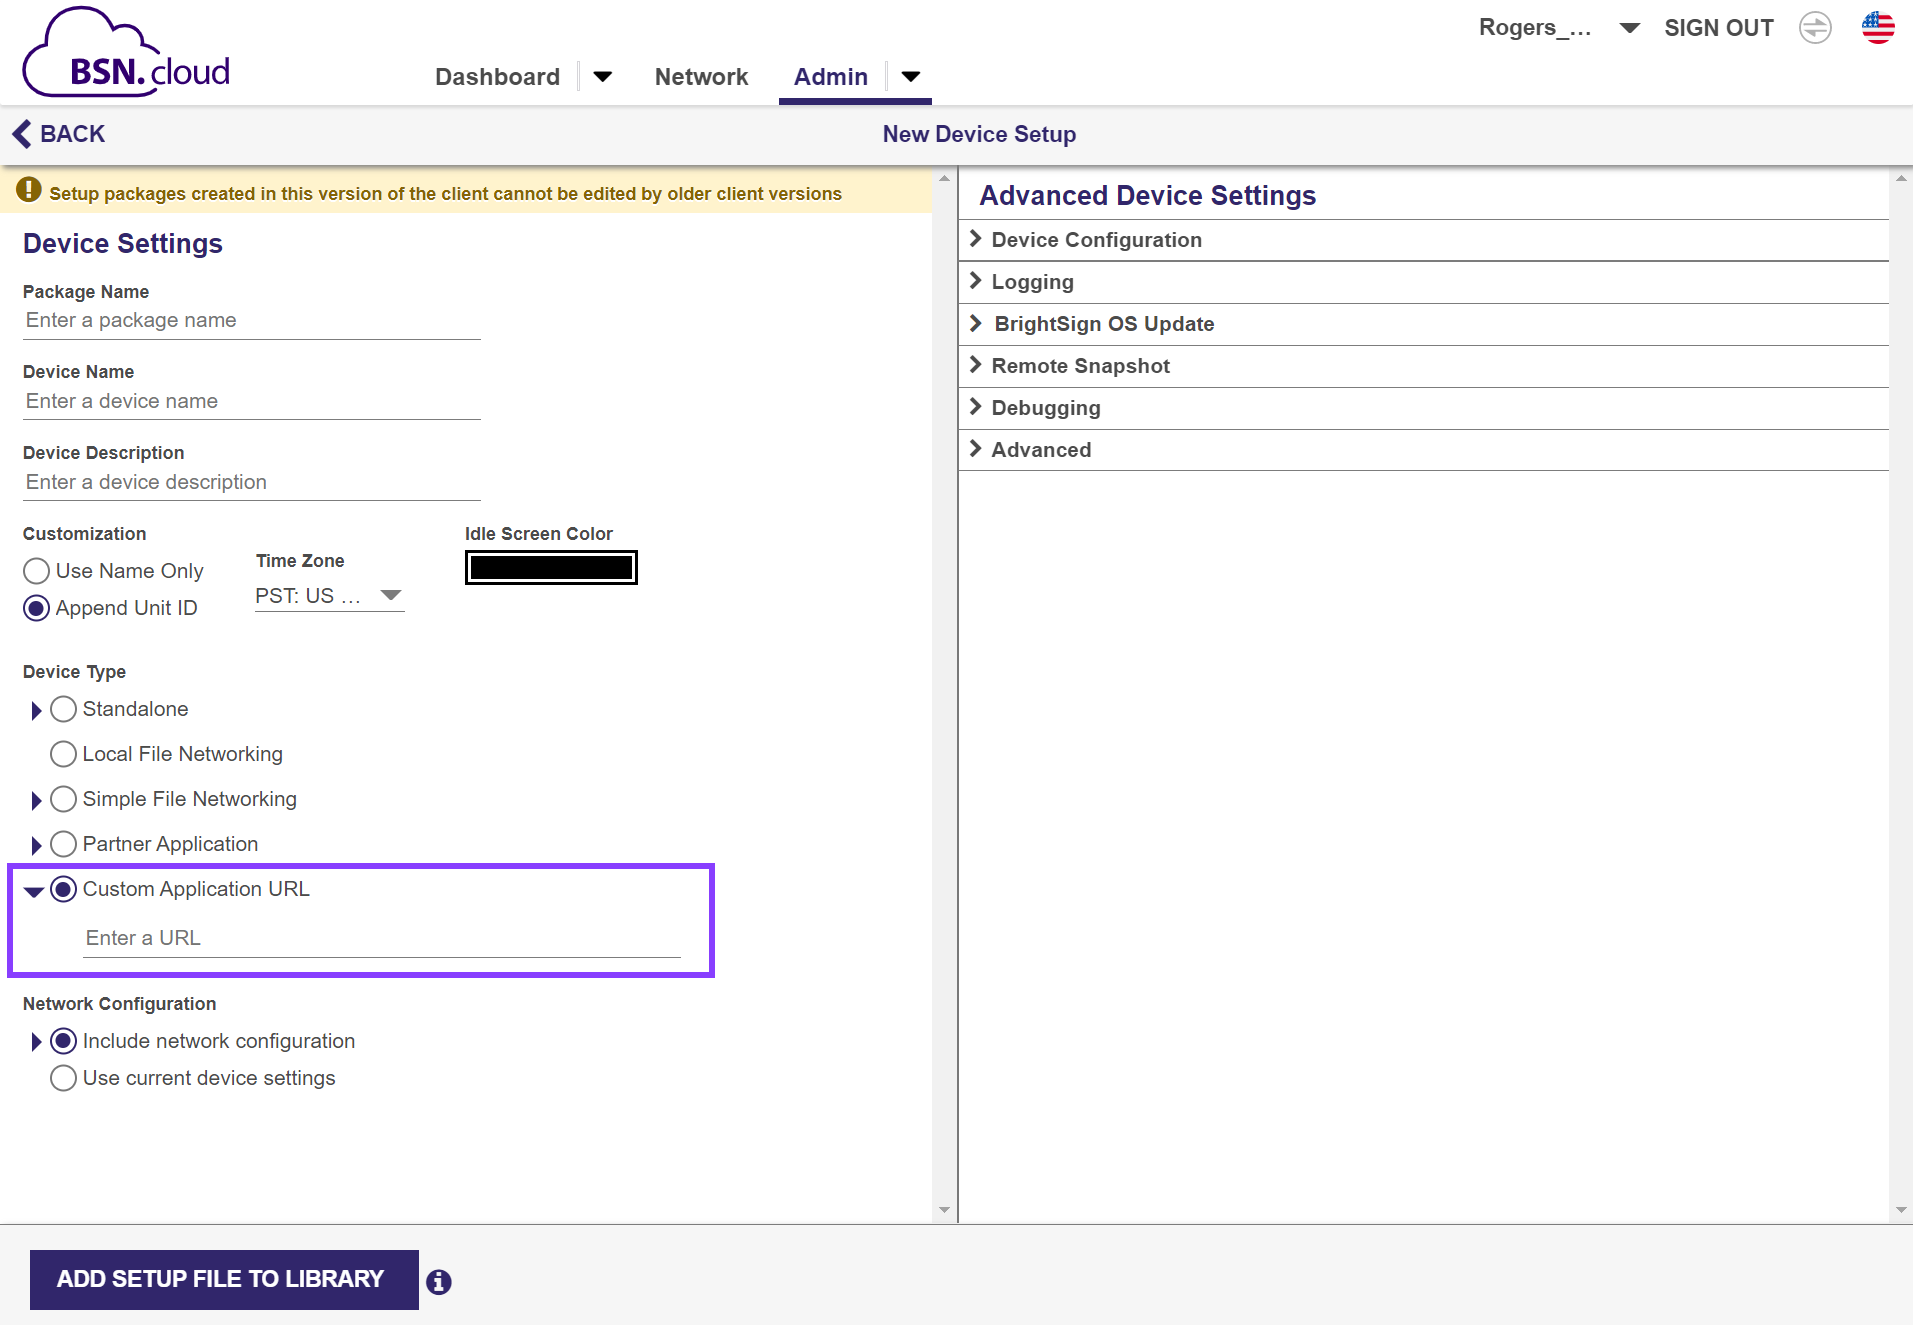 BSN.cloud
Dashboard
Network
Admin
Rogers_...
SIGN OUT
BACK
New Device Setup
Setup packages created in this version of the client cannot be edited by older client versions
Device Settings
Package Name
Enter a package name
Device Name
Enter a device name
Device Description
Enter a device description
Customization
Use Name Only
Append Unit ID
Time Zone
PST: US ...
Idle Screen Color
Device Type
Standalone
Local File Networking
Simple File Networking
Partner Application
Custom Application URL
Enter a URL
Network Configuration
Include network configuration
Use current device settings
Advanced Device Settings
Device Configuration
Logging
BrightSign OS Update
Remote Snapshot
Debugging
Advanced
ADD SETUP FILE TO LIBRARY